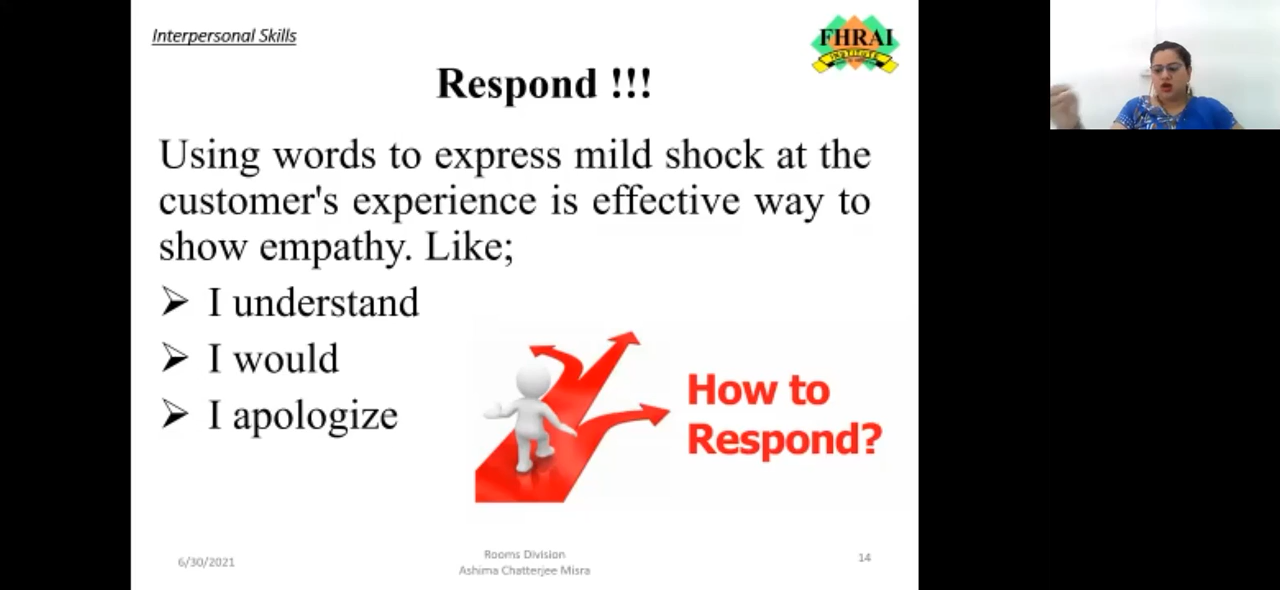 Interpersonal Skills
FHRAI
Respond !!!
Using words to express mild shock at the
customer's experience is effective way to
show empathy. Like;
➢ I understand
➢ I would
➢ I apologize
How to
Respond?
6/30/2021
Rooms Division
Ashima Chatterjee Misra
14